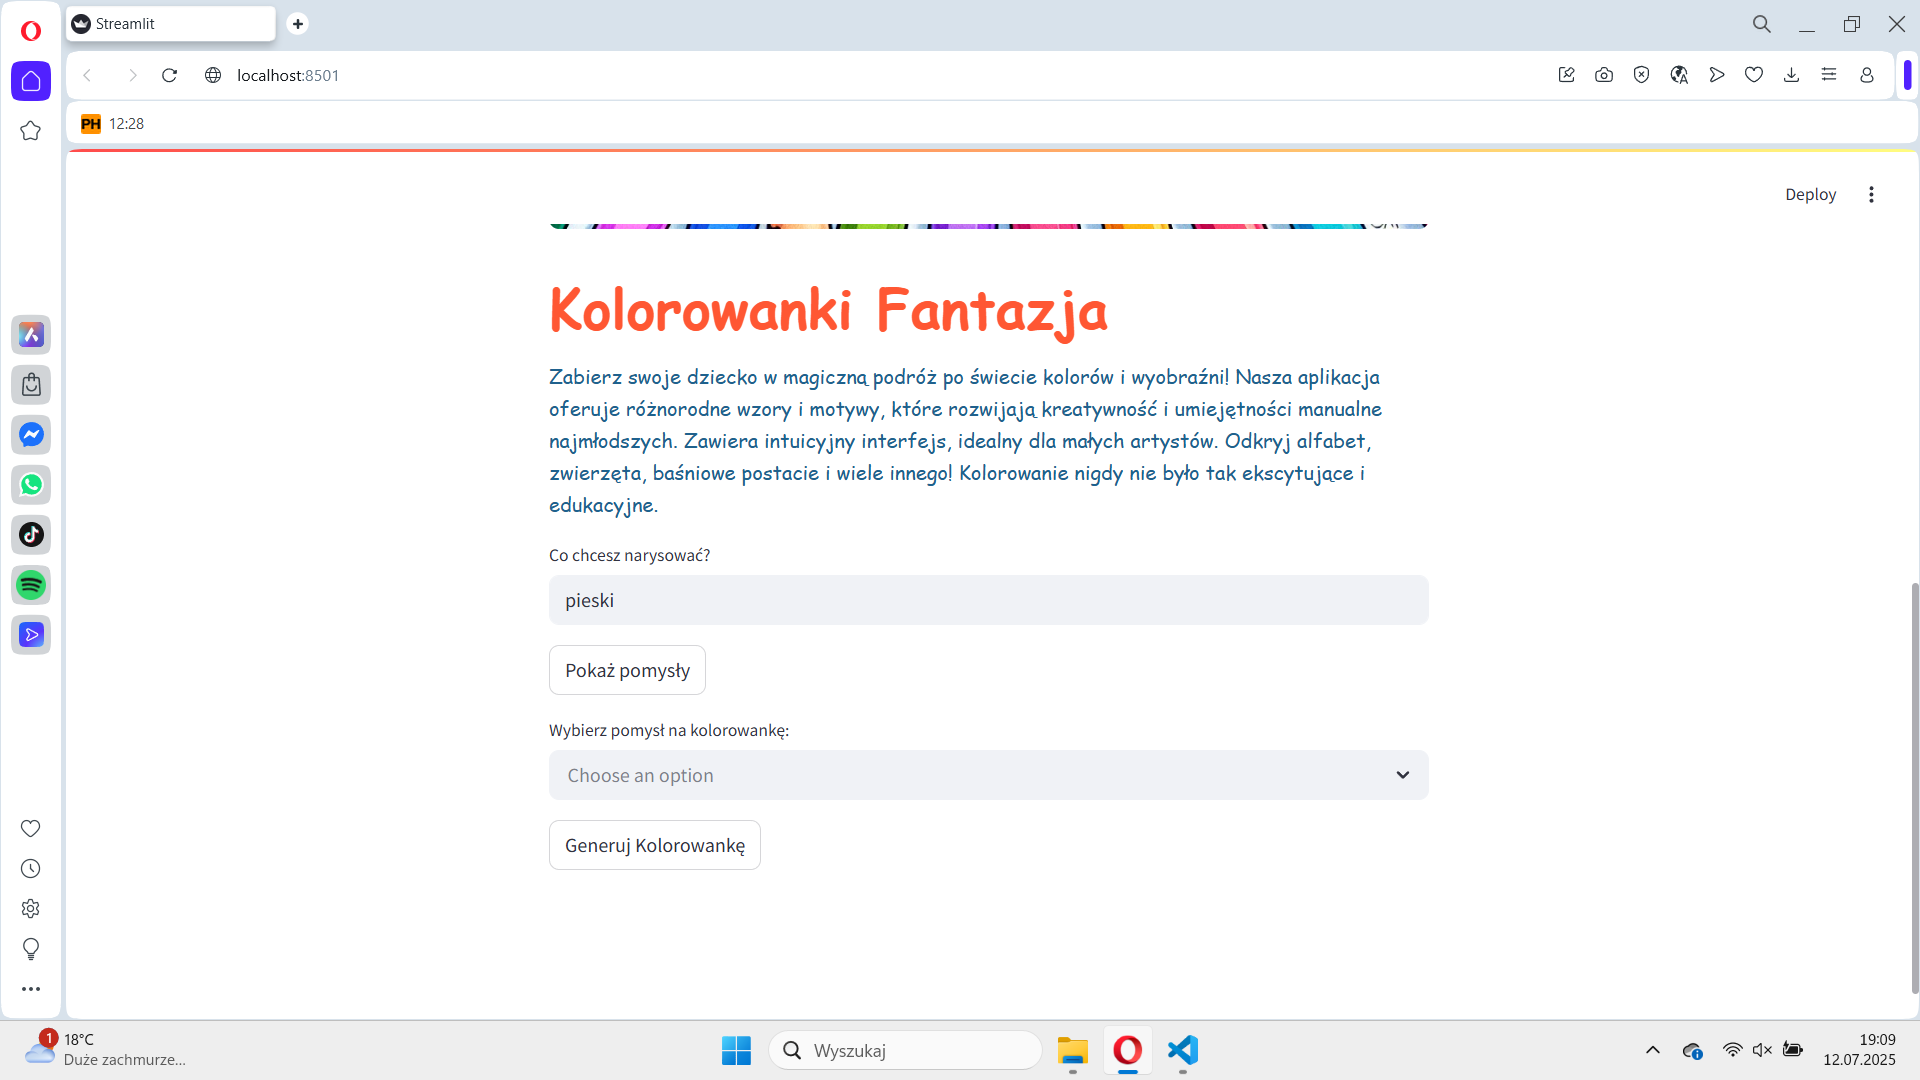 Streamlit
localhost:8501
PH 12:28
Deploy
Kolorowanki Fantazja
Zabierz swoje dziecko w magiczną podróż po świecie kolorów i wyobraźni! Nasza aplikacja
oferuje różnorodne wzory i motywy, które rozwijają kreatywność i umiejętności manualne
najmłodszych. Zawiera intuicyjny interfejs, idealny dla małych artystów. Odkryj alfabet,
zwierzęta, baśniowe postacie i wiele innego! Kolorowanie nigdy nie było tak ekscytujące i
edukacyjne.
Co chcesz narysować?
pieski
Pokaż pomysły
Wybierz pomysł na kolorowankę:
Choose an option
Generuj Kolorowankę
1
18°C
Duże zachmurze...
Wyszukaj
19:09
12.07.2025